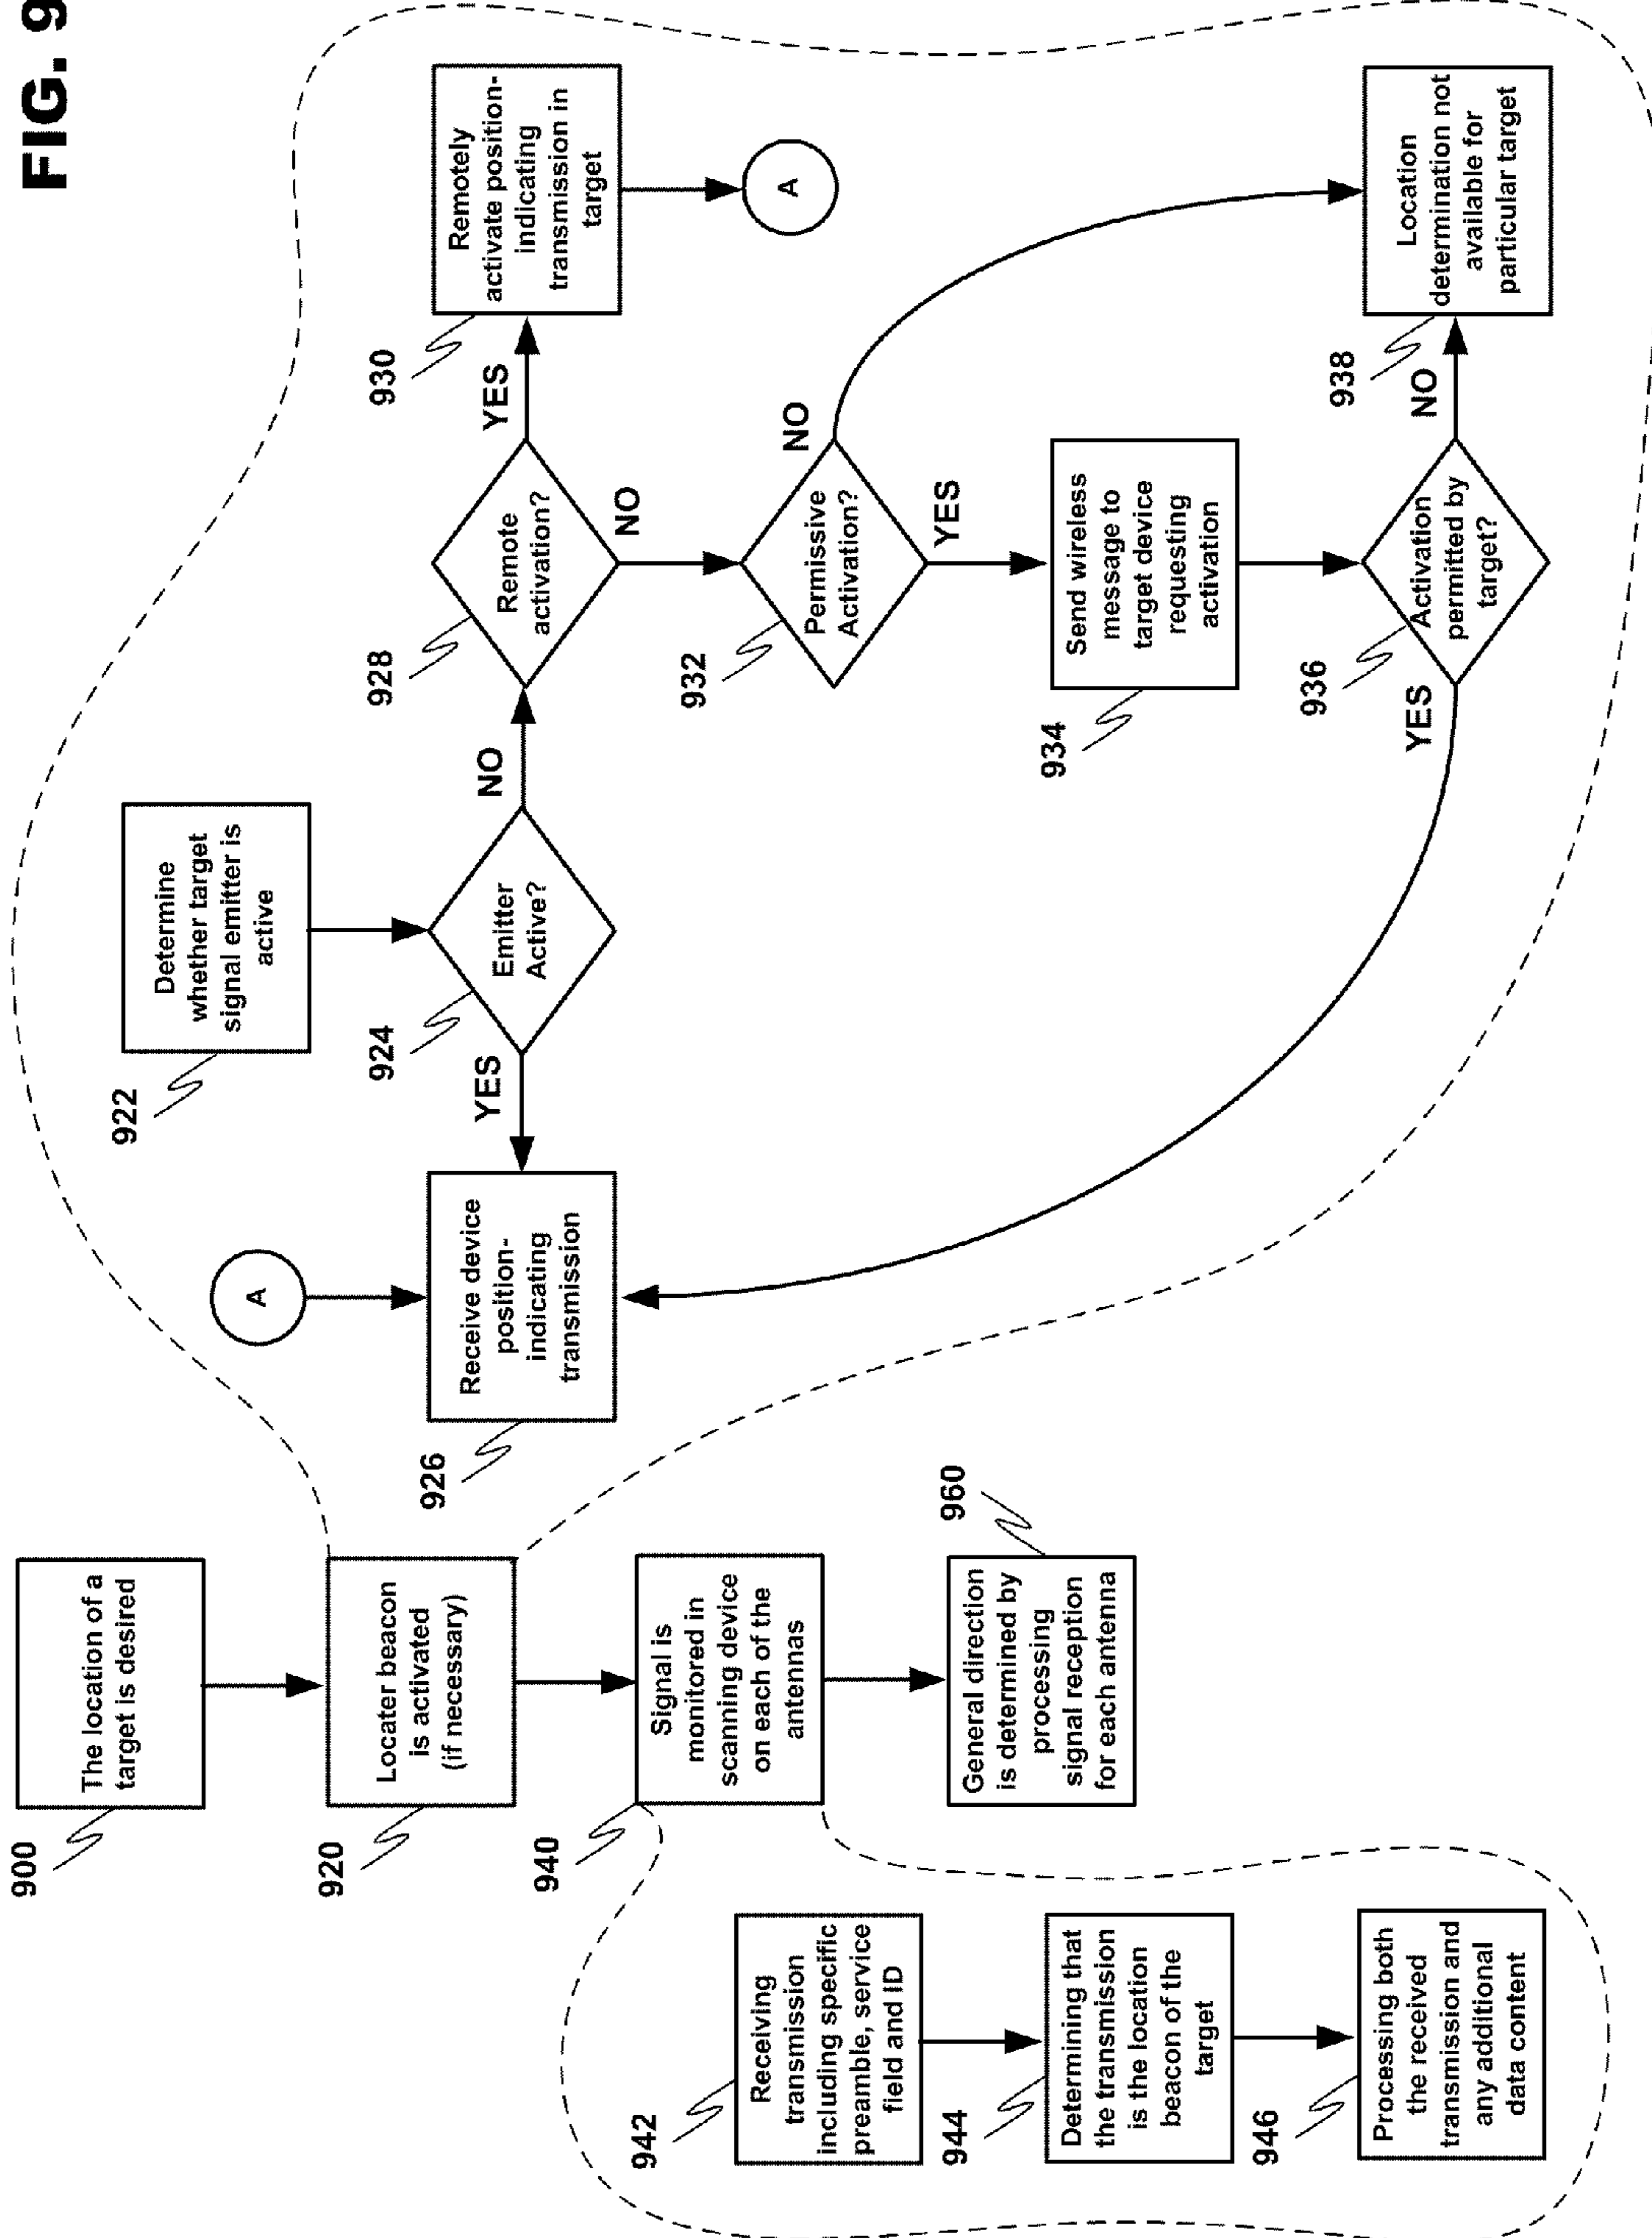 FIG. 9
900
The location of a
target is desired
920
Locater beacon
is activated
(if necessary)
940
Signal is
monitored in
scanning device
on each of the
antennas
960
General direction
is determined by
processing
signal reception
for each antenna
922
Determine
whether target
signal emitter is
active
924
Emitter
Active?
YES
NO
A
926
Receive device
position-
indicating
transmission
928
Remote
activation?
YES
NO
930
Remotely
activate position-
indicating
transmission in
target
A
932
Permissive
Activation?
NO
YES
934
Send wireless
message to
target device
requesting
activation
936
Activation
permitted by
target?
YES
NO
938
Location
determination not
available for
particular target
942
Receiving
transmission
including specific
preamble, service
field and ID
944
Determining that
the transmission
is the location
beacon of the
target
946
Processing both
the received
transmission and
any additional
data content